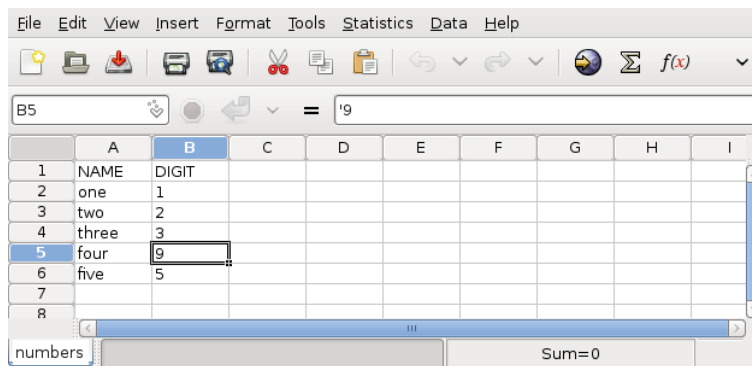 File Edit View Insert Format Tools Statistics Data Help
f(x)
B5 = '9
A B C D E F G H I
1 NAME DIGIT
2 one 1
3 two 2
4 three 3
5 four 9
6 five 5
7
8
numbers Sum=0